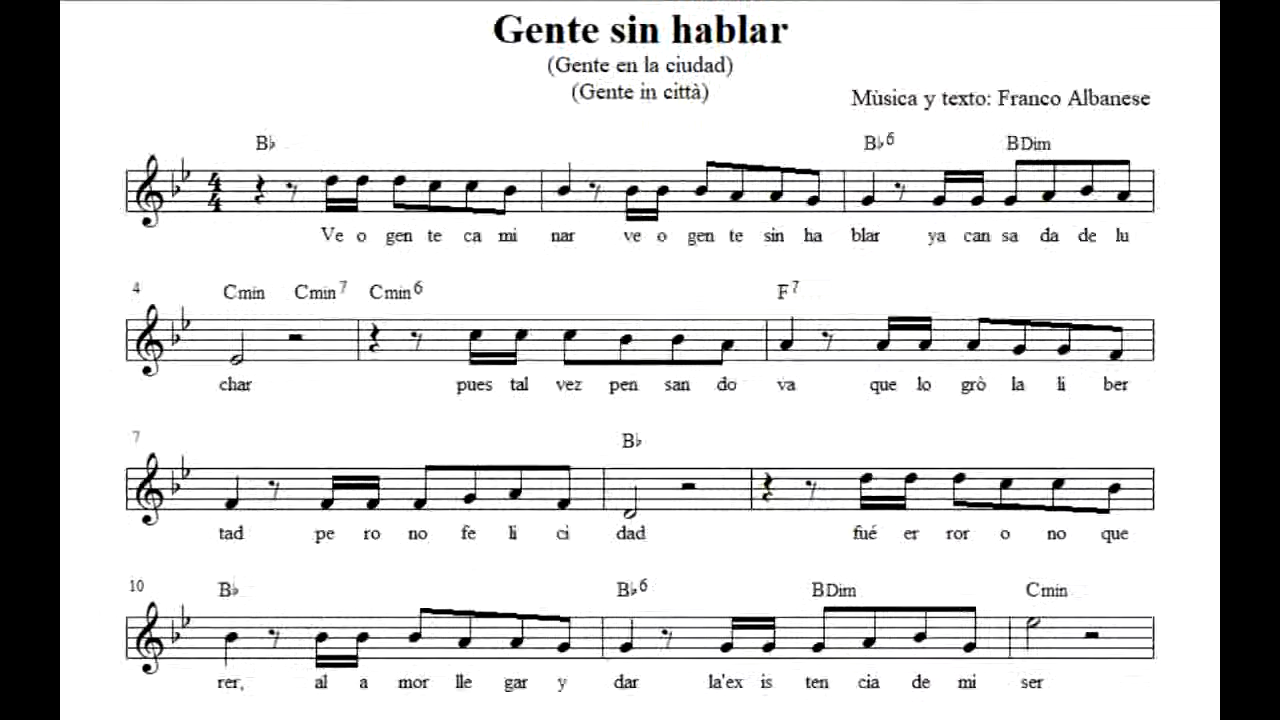 Gente sin hablar
(Gente en la ciudad)
(Gente in città)
Mùsica y texto: Franco Albanese
B♭ B♭6 BDim
4 4
Ve o gen te ca mi nar ve o gen te sin ha blar ya can sa da de lu
4 Cmin Cmin7 Cmin6 F7
char pues tal vez pen san do va que lo grò la li ber
7 B♭
tad pe ro no fe li ci dad fué er ror o no que
10 B♭ B♭6 BDim Cmin
rer, al a mor lle gar y dar la'ex is ten cia de mi ser